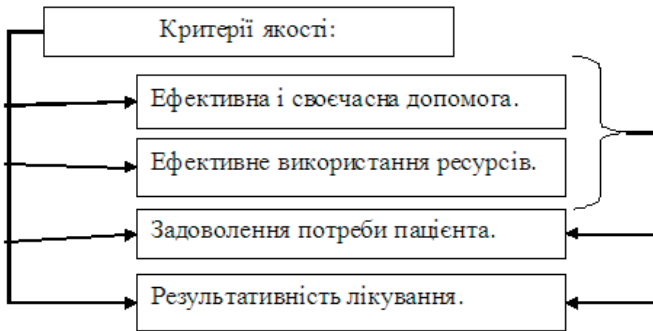 Критерії якості:
Ефективна і своєчасна допомога.
Ефективне використання ресурсів.
Задоволення потреби пацієнта.
Результативність лікування.